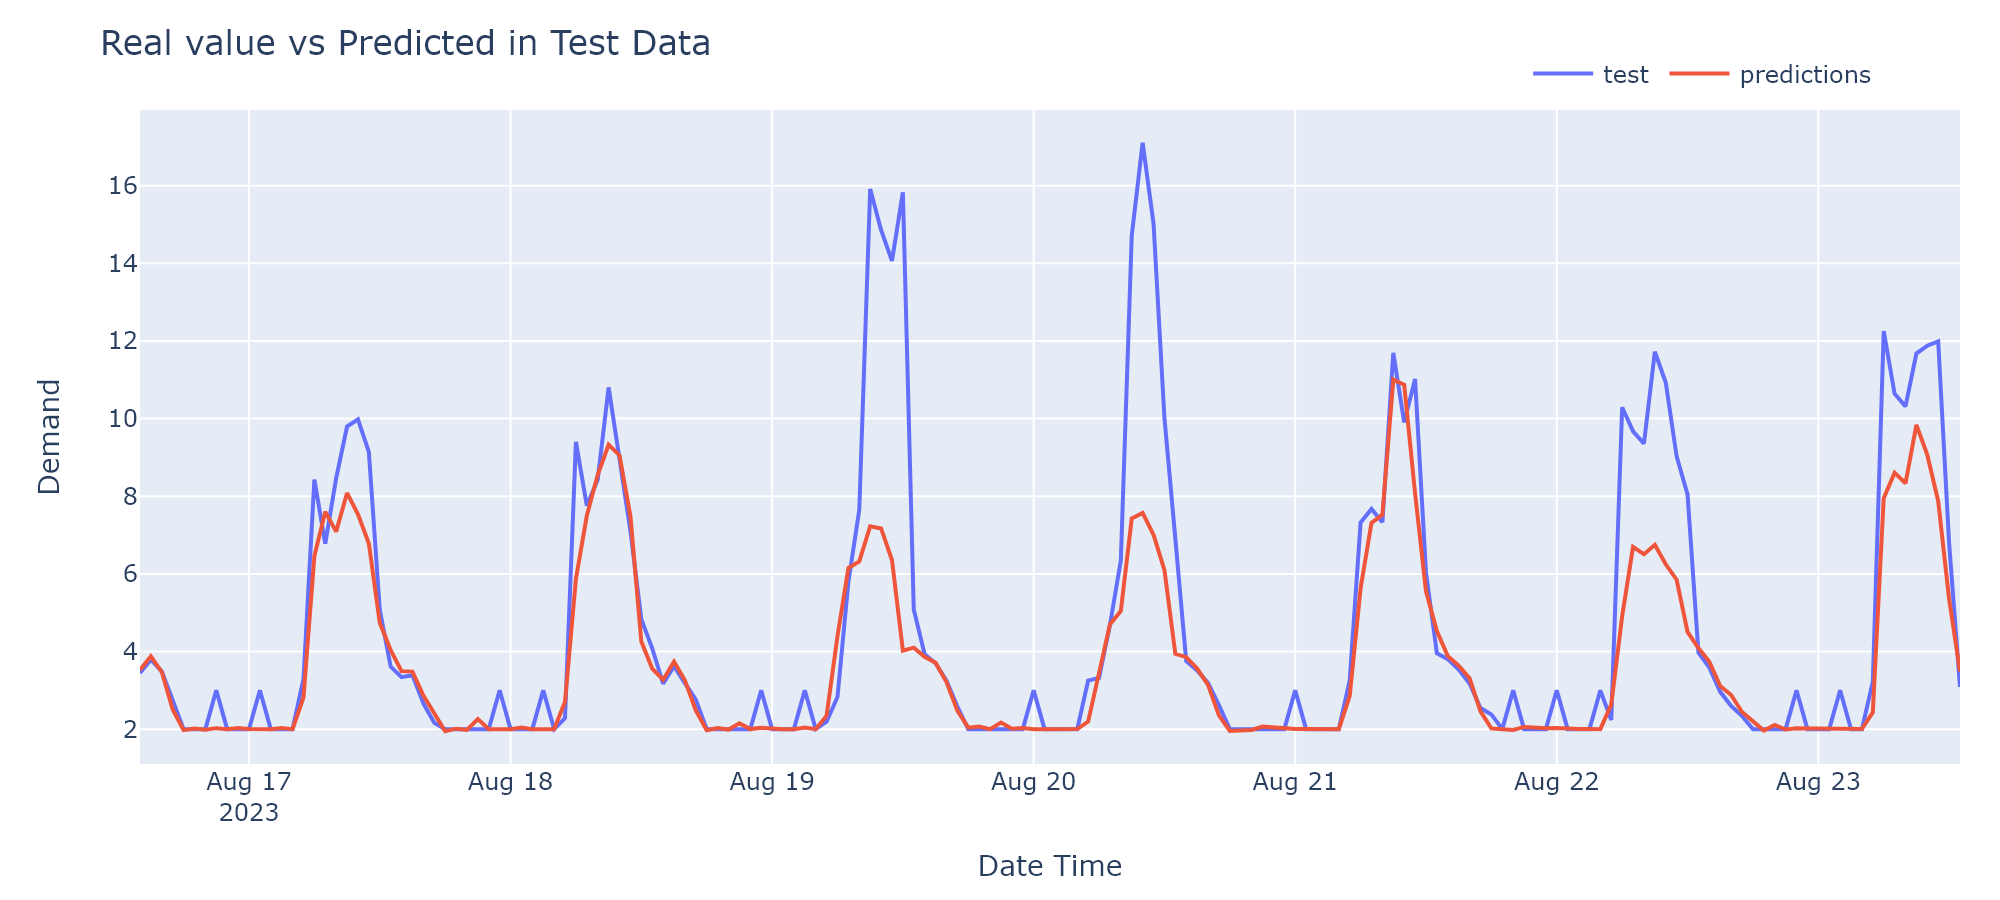 Real value vs Predicted in Test Data
test predictions
Demand
16
14
12
10
8
6
4
2
Aug 17 Aug 18 Aug 19 Aug 20 Aug 21 Aug 22 Aug 23
2023
Date Time